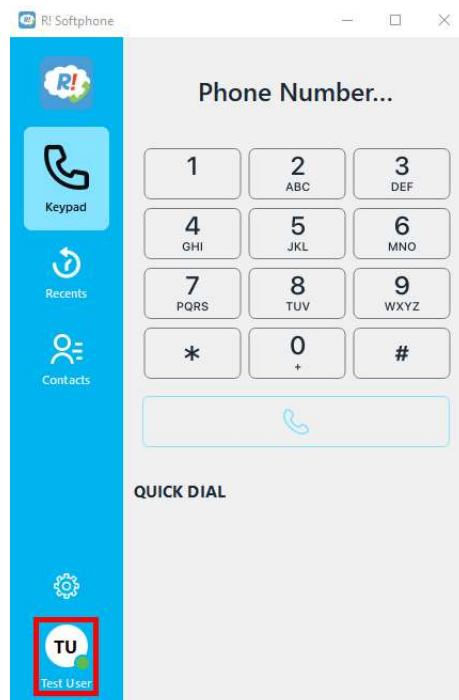 R! Softphone
R!
Phone Number...
Keypad
Recents
Contacts
1
2
ABC
3
DEF
4
GHI
5
JKL
6
MNO
7
PQRS
8
TUV
9
WXYZ
*
0
+
#
QUICK DIAL
TU
Test User